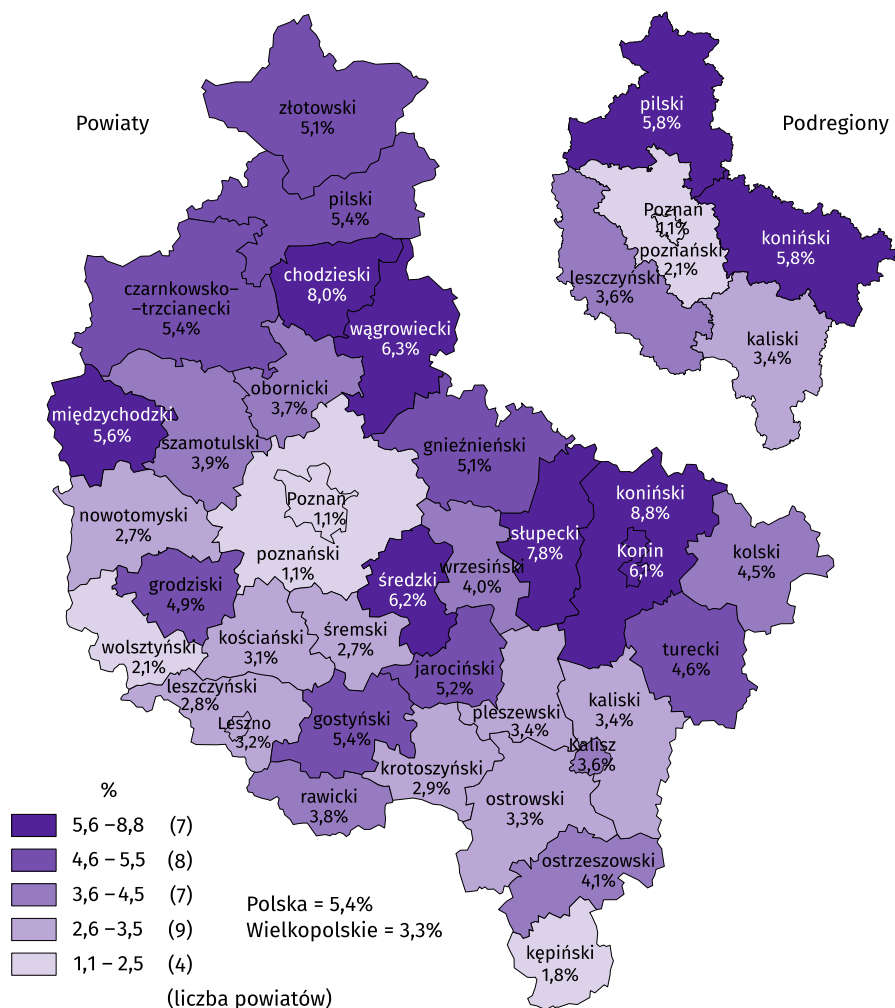 Powiaty
złotowski
5,1%
pilski
5,4%
czarnkowsko–
–trzcianecki
5,4%
chodzieski
8,0%
wągrowiecki
6,3%
obornicki
3,7%
międzychodzki
5,6%
szamotulski
3,9%
gnieźnieński
5,1%
Poznań
1,1%
poznański
1,1%
nowotomyski
2,7%
koniński
8,8%
słupecki
7,8%
Konin
6,1%
kolski
4,5%
wrzesiński
4,0%
średzki
6,2%
grodziski
4,9%
wolsztyński
2,1%
kościański
3,1%
śremski
2,7%
jarociński
5,2%
turecki
4,6%
leszczyński
2,8%
Leszno
3,2%
gostyński
5,4%
pleszewski
3,4%
kaliski
3,4%
Kalisz
3,6%
krotoszyński
2,9%
rawicki
3,8%
ostrowski
3,3%
ostrzeszowski
4,1%
kępiński
1,8%
Podregiony
pilski
5,8%
Poznań
1,1%
poznański
2,1%
koniński
5,8%
leszczyński
3,6%
kaliski
3,4%
%
5,6 – 8,8 (7)
4,6 – 5,5 (8)
3,6 – 4,5 (7)
2,6 – 3,5 (9)
1,1 – 2,5 (4)
(liczba powiatów)
Polska = 5,4%
Wielkopolskie = 3,3%